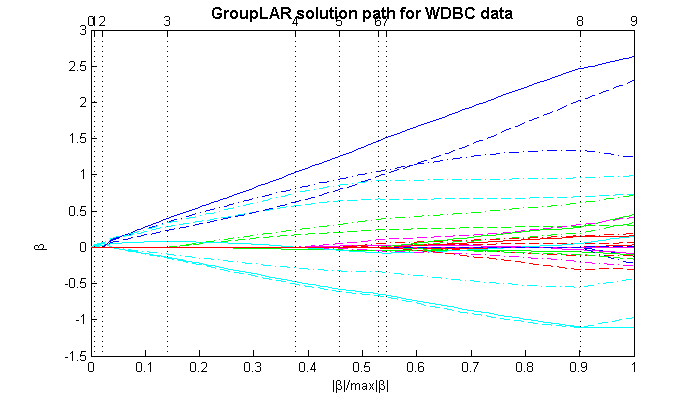 GroupLAR solution path for WDBC data
0 1 2 3 4 5 6 7 8 9
3
2.5
2
1.5
1
0.5
0
-0.5
-1
-1.5
β
0 0.1 0.2 0.3 0.4 0.5 0.6 0.7 0.8 0.9 1
|β|/max|β|